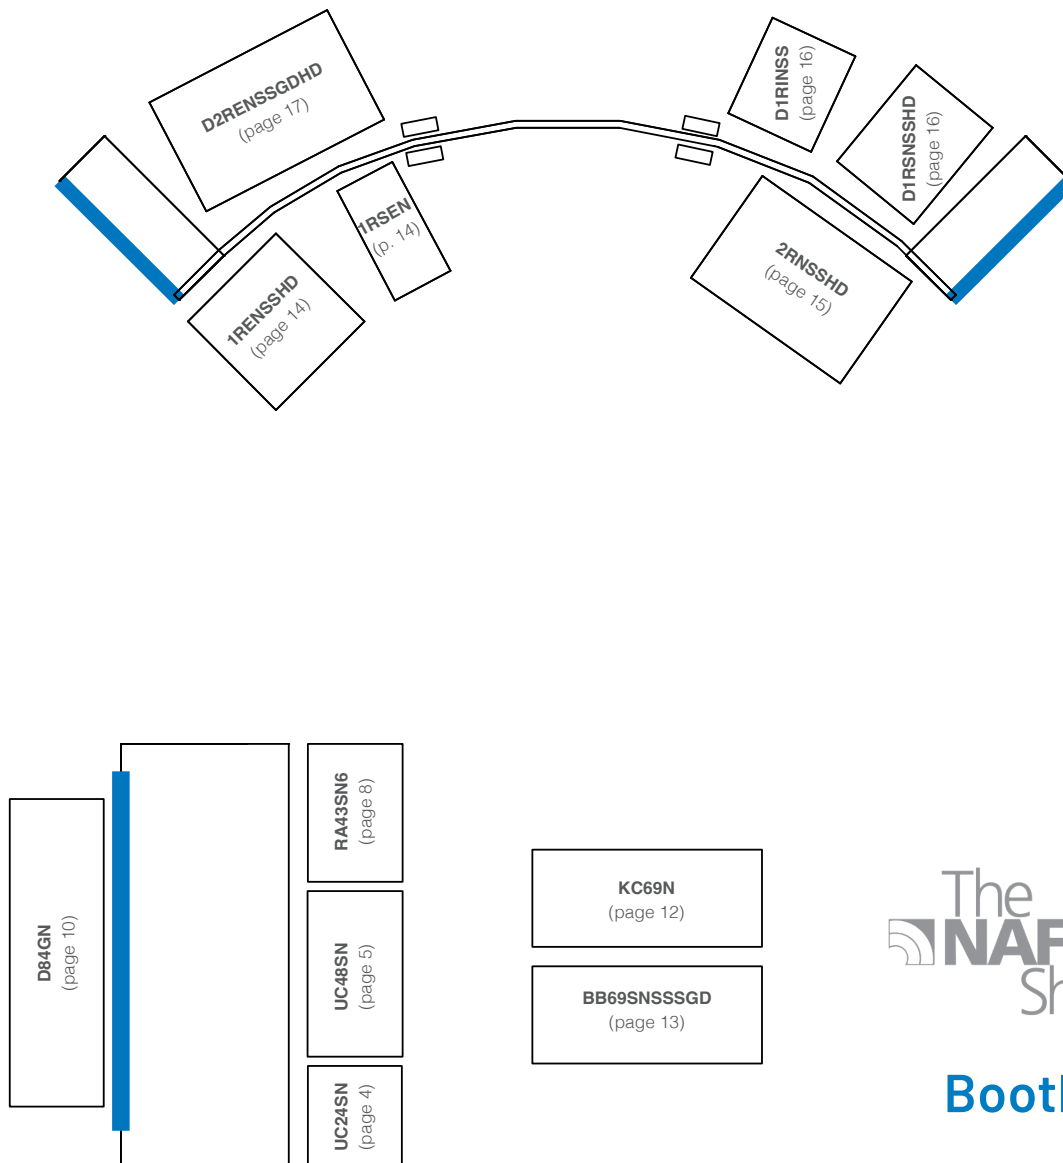 D2RENSSGDHD
(page 17)
D1RINSS
(page 16)
D1RSNSSHD
(page 16)
1RSEN
(p. 14)
1RENSSHD
(page 14)
2RNSSHD
(page 15)
RA43SN6
(page 8)
D84GN
(page 10)
UC48SN
(page 5)
UC24SN
(page 4)
KC69N
(page 12)
BB69SNSSSGD
(page 13)
The